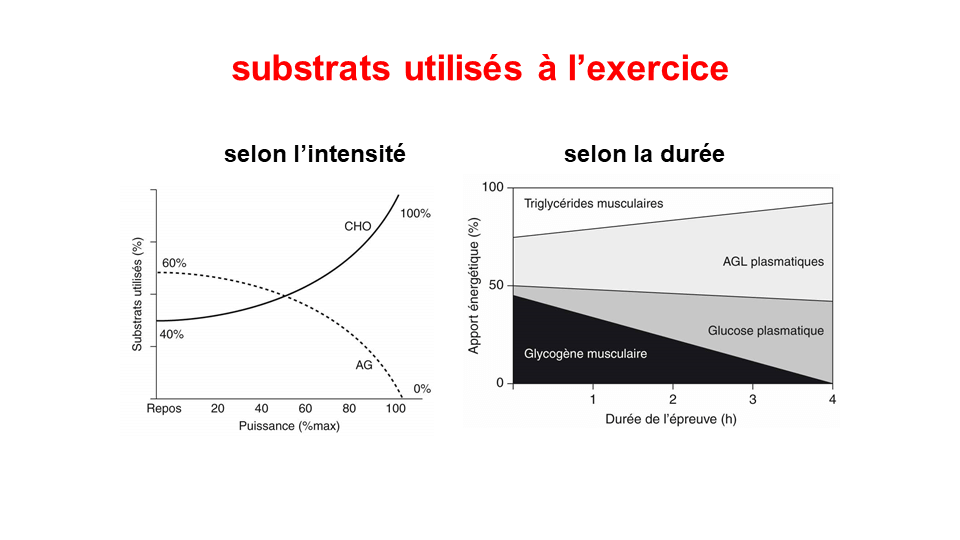 substrats utilisés à l’exercice
selon l’intensité
selon la durée
Substrats utilisés (%)
60%
40%
CHO
100%
AG
0%
Repos 20 40 60 80 100
Puissance (%max)
Apport énergétique (%)
100
50
0
Triglycérides musculaires
AGL plasmatiques
Glucose plasmatique
Glycogène musculaire
1 2 3 4
Durée de l’épreuve (h)